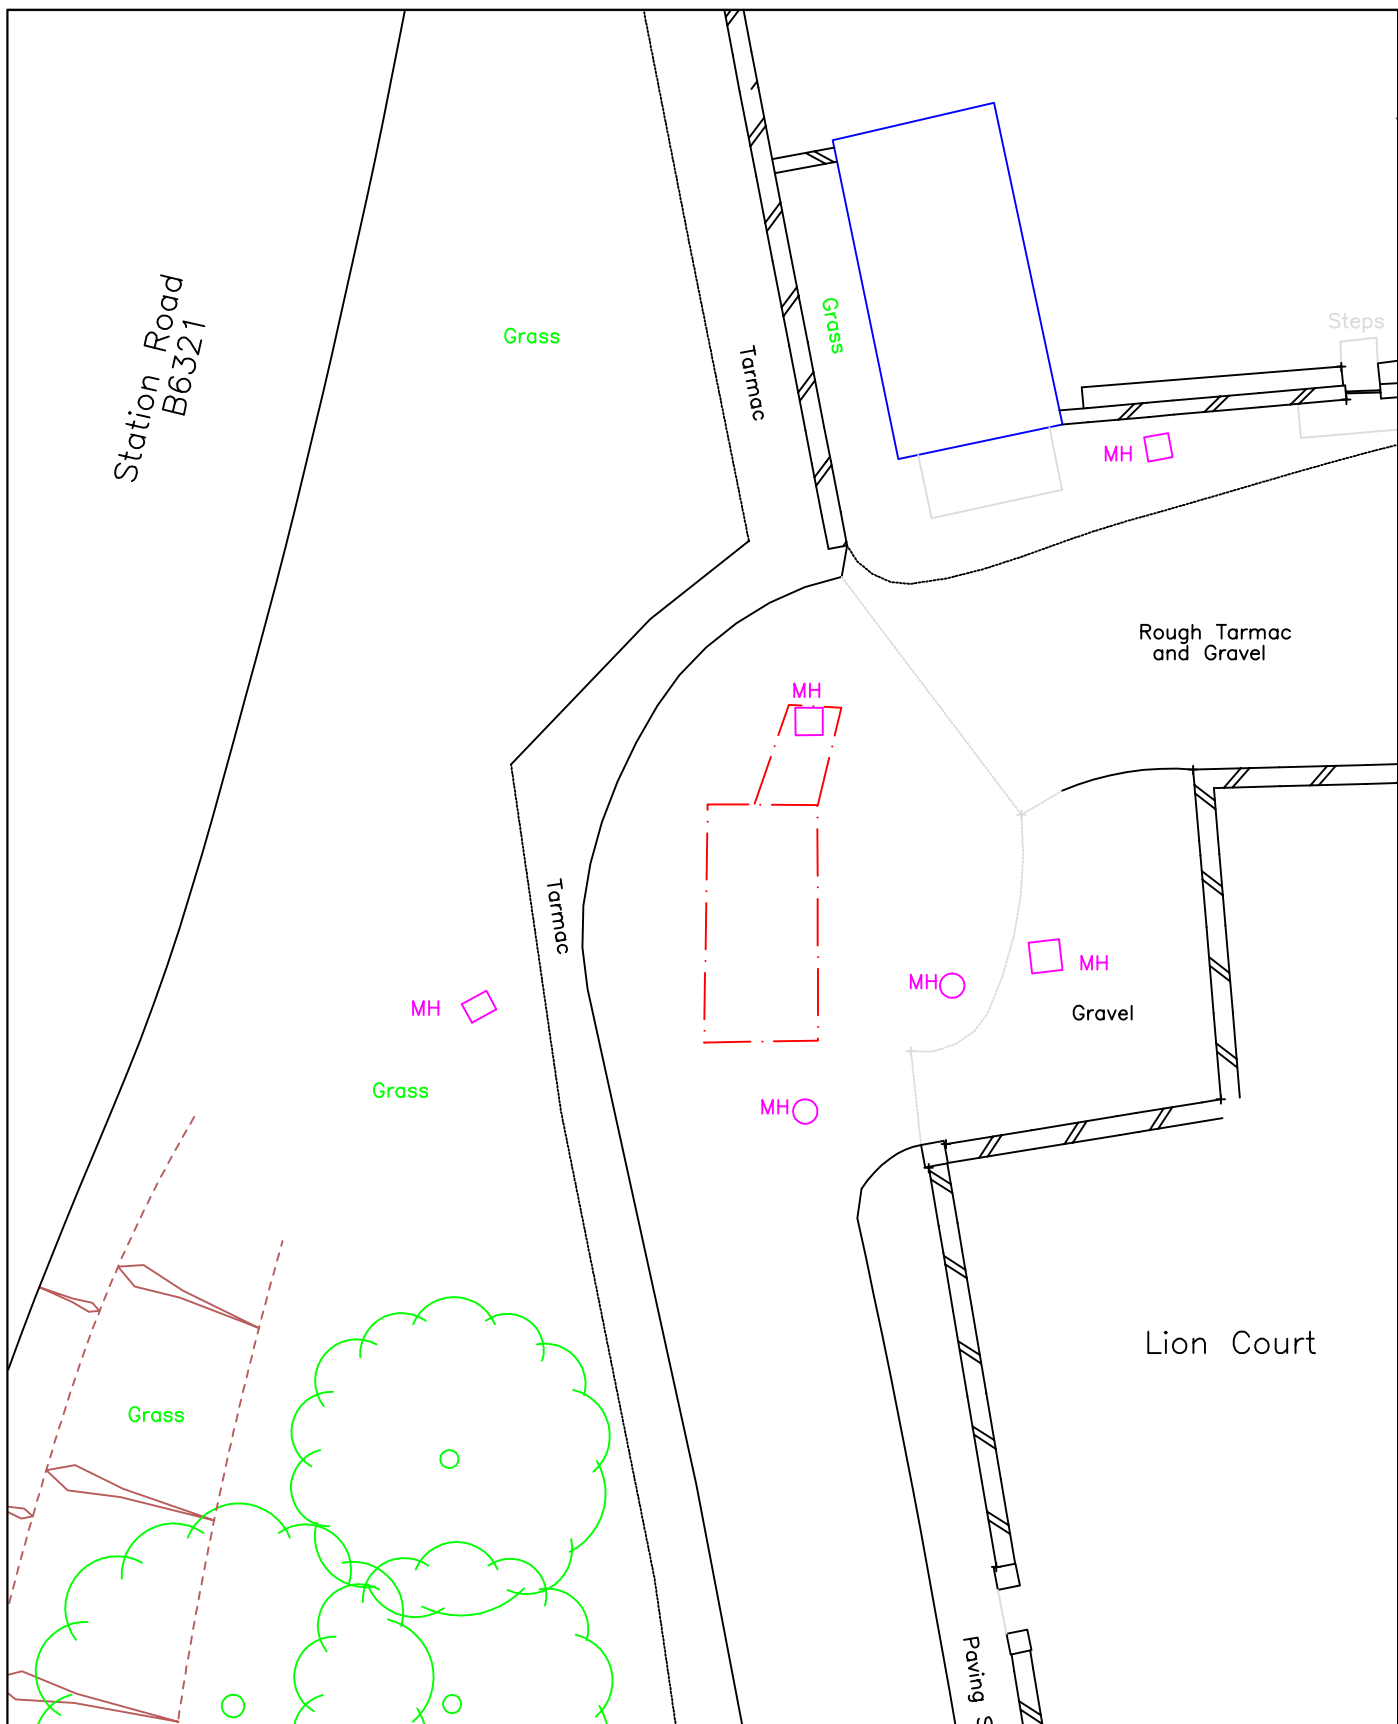 Station Road
B6321
Grass
Tarmac
Grass
Steps
MH
Rough Tarmac
and Gravel
MH
Tarmac
MH
MH
MH
Gravel
Grass
MH
Lion Court
Grass
Paving